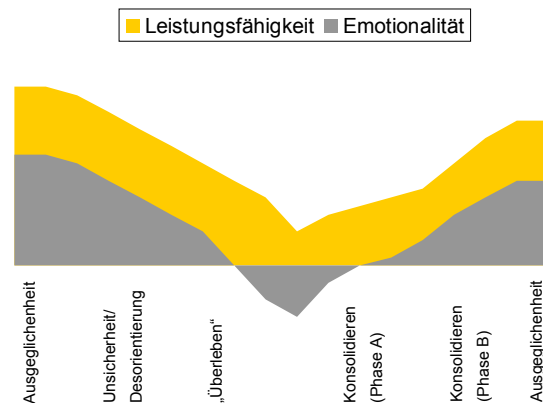 Leistungsfähigkeit Emotionalität
Ausgeglichenheit
Unsicherheit/
Desorientierung
„Überleben“
Konsolidieren
(Phase A)
Konsolidieren
(Phase B)
Ausgeglichenheit